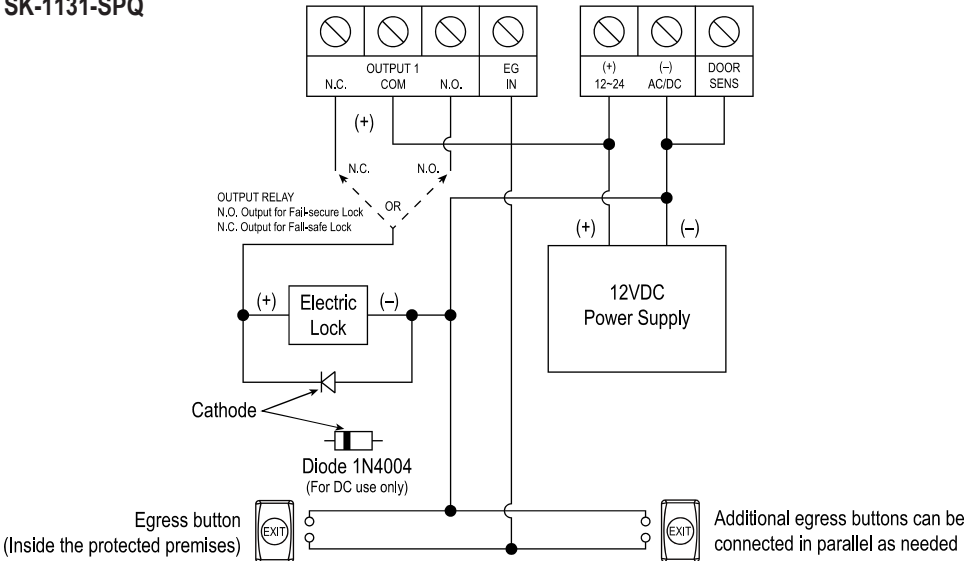 SK-1131-SPQ
OUTPUT 1
N.C. COM N.O.
EG
IN
(+)
12~24
(–)
AC/DC
DOOR
SENS
(+)
N.C. N.O.
OR
OUTPUT RELAY
N.O. Output for Fail-secure Lock
N.C. Output for Fail-safe Lock
(+) (–)
12VDC
Power Supply
(+)
Electric
Lock
(–)
Cathode
Diode 1N4004
(For DC use only)
Egress button
(Inside the protected premises)
EXIT
EXIT
Additional egress buttons can be
connected in parallel as needed